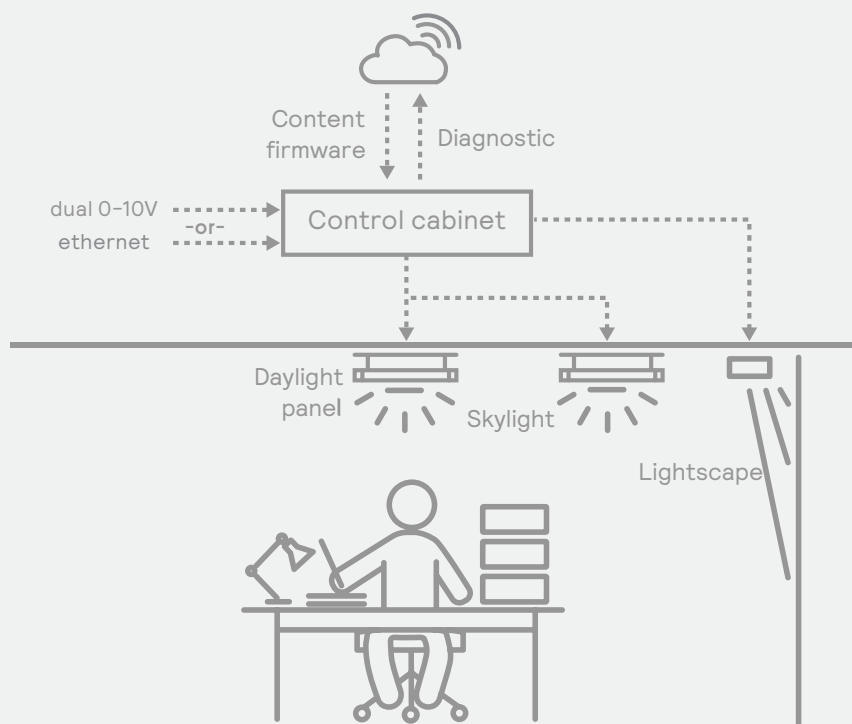 Content
firmware
Diagnostic
dual 0-10V
-or-
ethernet
Control cabinet
Daylight
panel
Skylight
Lightscape